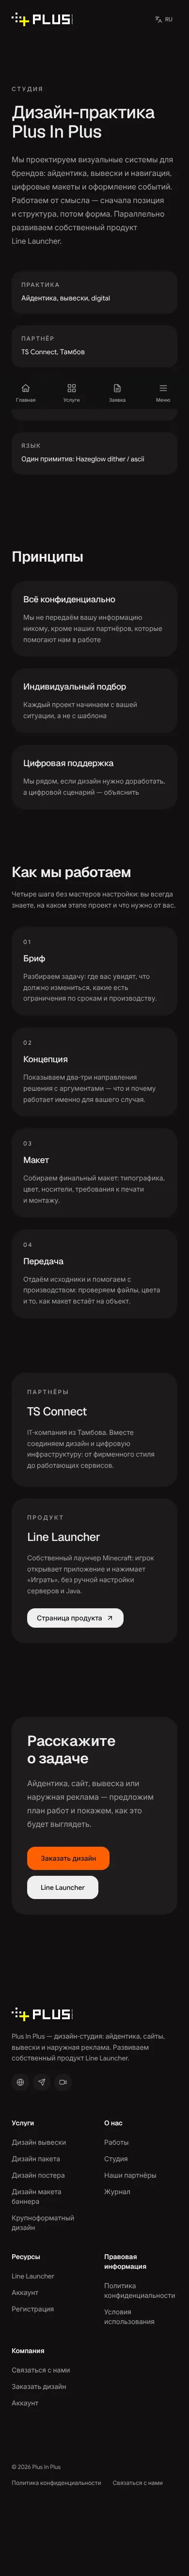 PLUS
RU
СТУДИЯ
Дизайн-практика
Plus In Plus
Мы проектируем визуальные системы для
брендов: айдентика, вывески и навигация,
цифровые макеты и оформление событий.
Работаем от смысла — сначала позиция
и структура, потом форма. Параллельно
развиваем собственный продукт
Line Launcher.
ПРАКТИКА
Айдентика, вывески, digital
ПАРТНЁР
TS Connect, Тамбов
Главная
Услуги
Заявка
Меню
ЯЗЫК
Один примитив: Hazeglow dither / ascii
Принципы
Всё конфиденциально
Мы не передаём вашу информацию
никому, кроме наших партнёров, которые
помогают нам в работе
Индивидуальный подбор
Каждый проект начинаем с вашей
ситуации, а не с шаблона
Цифровая поддержка
Мы рядом, если дизайн нужно доработать,
а цифровой сценарий — объяснить
Как мы работаем
Четыре шага без мастеров настройки: вы всегда
знаете, на каком этапе проект и что нужно от вас.
01
Бриф
Разбираем задачу: где вас увидят, что
должно измениться, какие есть
ограничения по срокам и производству.
02
Концепция
Показываем два-три направления
решения с аргументами — что и почему
работает именно для вашего случая.
03
Макет
Собираем финальный макет: типографика,
цвет, носители, требования к печати
и монтажу.
04
Передача
Отдаём исходники и помогаем с
производством: проверяем файлы, цвета
и то, как макет встаёт на объект.
ПАРТНЁРЫ
TS Connect
IT-компания из Тамбова. Вместе
соединяем дизайн и цифровую
инфраструктуру: от фирменного стиля
до работающих сервисов.
ПРОДУКТ
Line Launcher
Собственный лаунчер Minecraft: игрок
открывает приложение и нажимает
«Играть», без ручной настройки
серверов и Java.
Страница продукта
Расскажите
о задаче
Айдентика, сайт, вывеска или
наружная реклама — предложим
план работ и покажем, как это
будет выглядеть.
Заказать дизайн
Line Launcher
PLUS
Plus In Plus — дизайн-студия: айдентика, сайты,
вывески и наружная реклама. Развиваем
собственный продукт Line Launcher.
Услуги
Дизайн вывески
Дизайн пакета
Дизайн постера
Дизайн макета
баннера
Крупноформатный
дизайн
О нас
Работы
Студия
Наши партнёры
Журнал
Ресурсы
Line Launcher
Аккаунт
Регистрация
Правовая
информация
Политика
конфиденциальности
Условия
использования
Компания
Связаться с нами
Заказать дизайн
Аккаунт
© 2026 Plus In Plus
Политика конфиденциальности
Связаться с нами